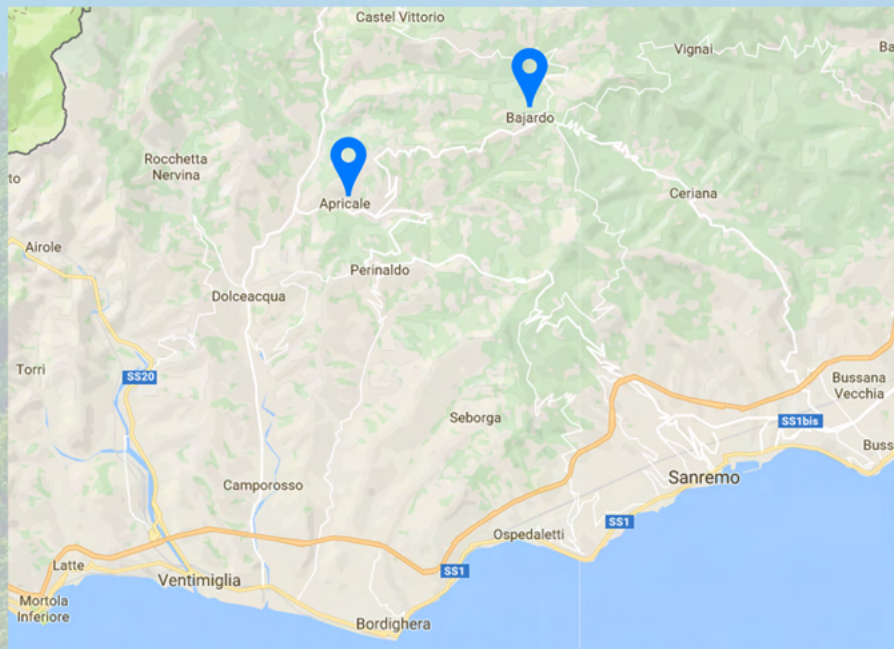 Castel Vittorio
Vignai
Ba
Bajardo
Rocchetta
Nervina
to
Apricale
Ceriana
Airole
Perinaldo
Dolceacqua
Torri
SS20
Bussana
Vecchia
Seborga
SS1bis
Buss
Sanremo
Camporosso
SS1
Ospedaletti
Latte
SS1
Ventimiglia
Mortola
Inferiore
Bordighera